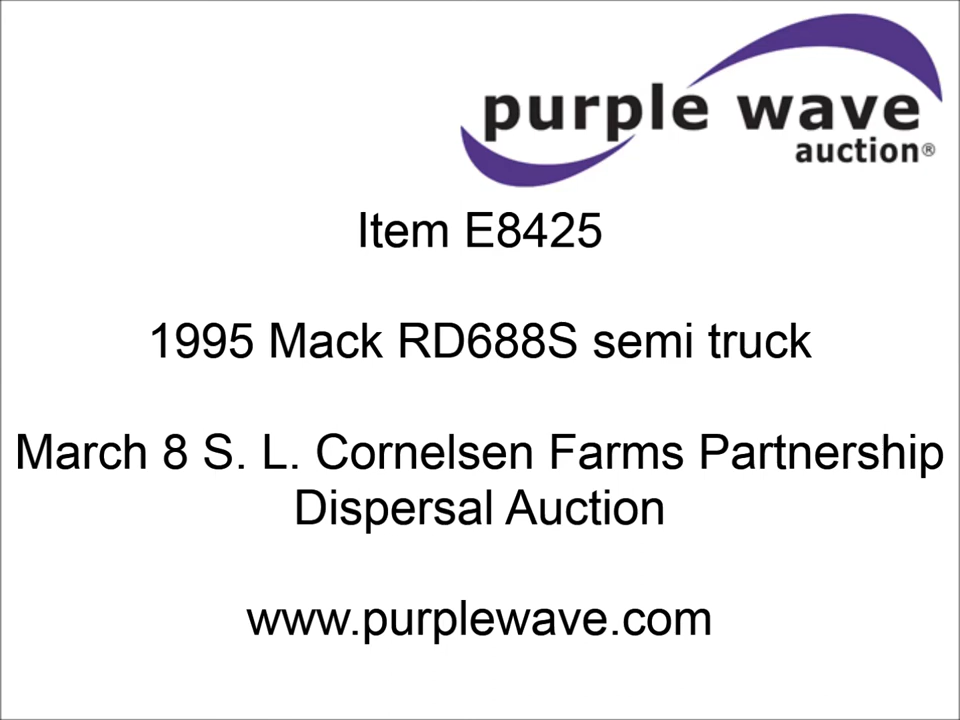 purple wave
auction®
Item E8425
1995 Mack RD688S semi truck
March 8 S. L. Cornelsen Farms Partnership
Dispersal Auction
www.purplewave.com